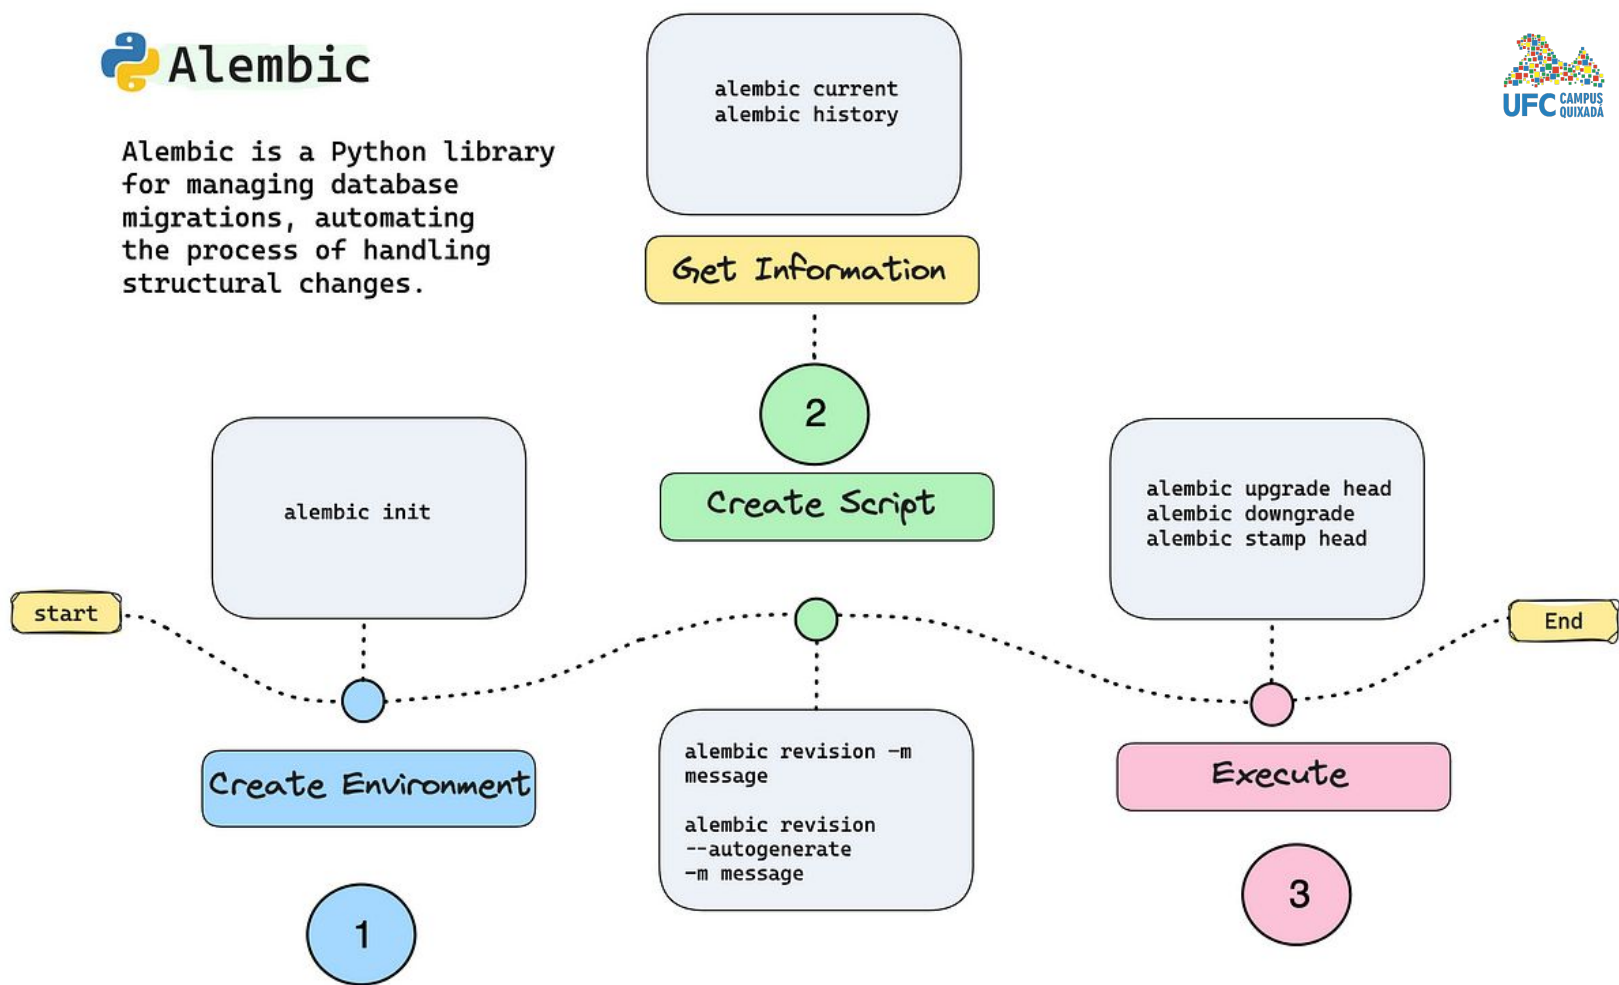 Alembic
Alembic is a Python library
for managing database
migrations, automating
the process of handling
structural changes.
alembic current
alembic history
UFC CAMPUS
QUIXADÁ
Get Information
2
Create Script
alembic init
alembic upgrade head
alembic downgrade
alembic stamp head
start
End
Create Environment
alembic revision -m
message
alembic revision
--autogenerate
-m message
Execute
1
3